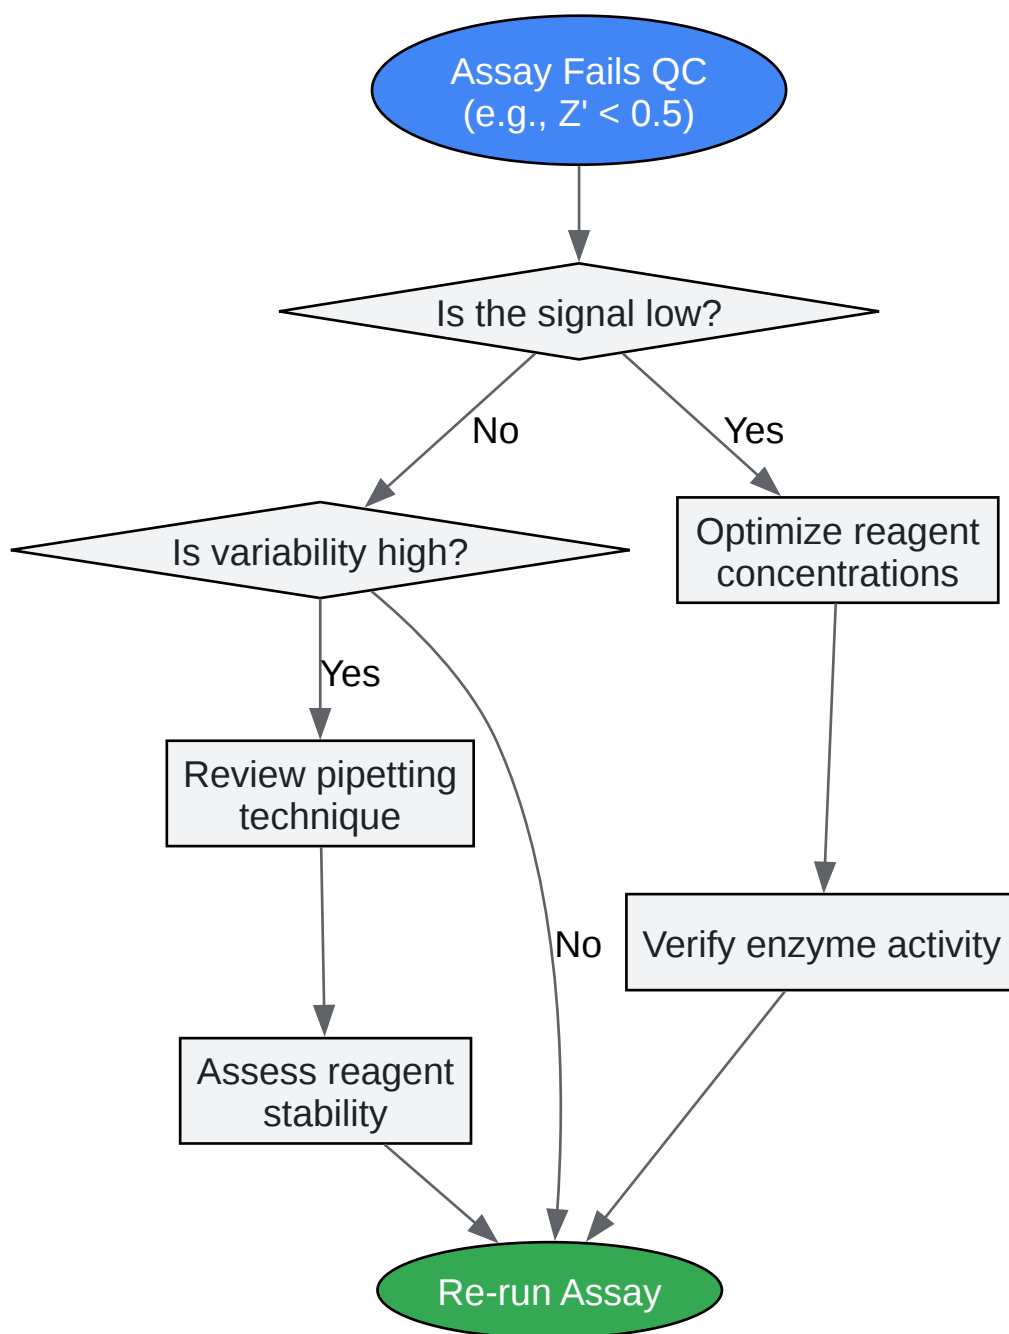 Assay Fails QC
(e.g., Z' < 0.5)
Is the signal low?
No
Yes
Is variability high?
Optimize reagent
concentrations
Yes
Review pipetting
technique
No
Verify enzyme activity
Assess reagent
stability
Re-run Assay